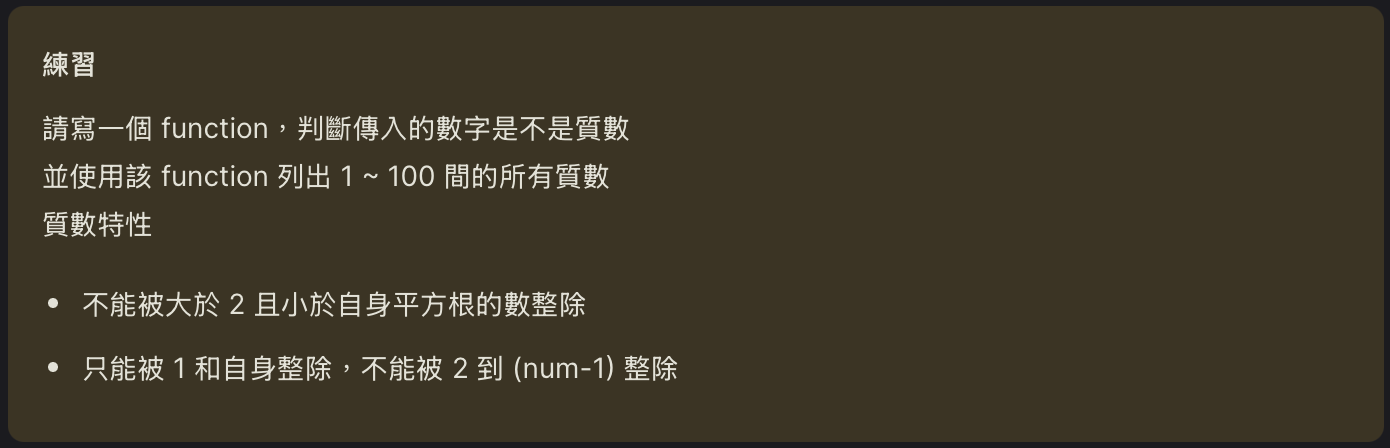 練習
請寫一個 function，判斷傳入的數字是不是質數
並使用該 function 列出 1 ~ 100 間的所有質數
質數特性
• 不能被大於 2 且小於自身平方根的數整除
• 只能被 1 和自身整除，不能被 2 到 (num-1) 整除